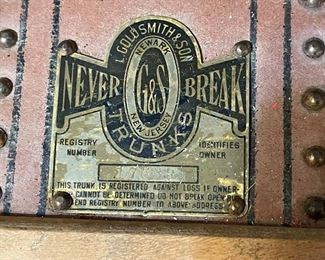 L. GOLDSMITH & SON
NEWARK
NEVER G&S BREAK
NEW JERSEY
TRUNKS
REGISTRY IDENTIFIES
NUMBER OWNER
THIS TRUNK IS REGISTERED AGAINST LOSS IF OWNER
CANNOT BE DETERMINED DO NOT BREAK OPEN BUT
SEND REGISTRY NUMBER TO ABOVE ADDRESS